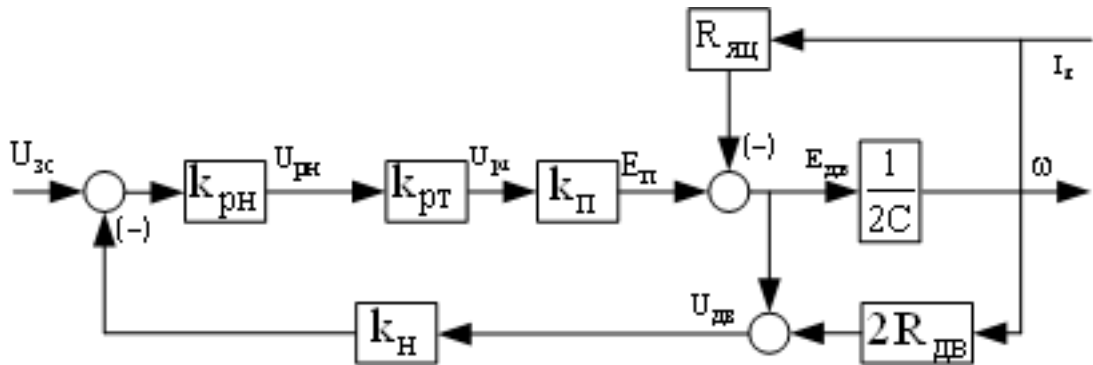 R яц
I я
U зс
(-)
k рн
U рн
k рт
k п
E п
(-)
E дв
1
2C
ω
(-)
k н
U дв
2R дв